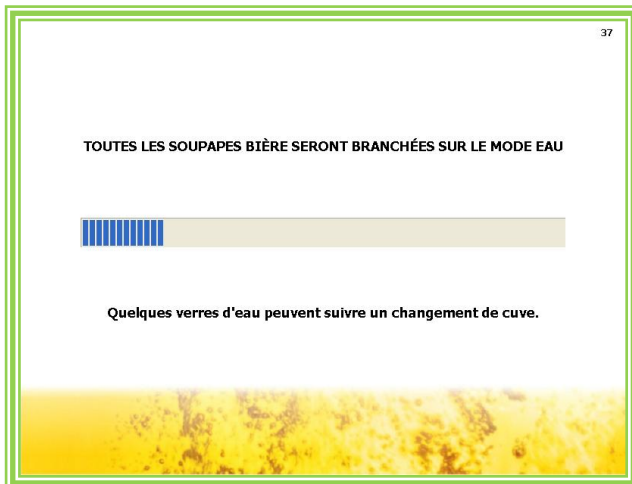 37
TOUTES LES SOUPAPES BIÈRE SERONT BRANCHÉES SUR LE MODE EAU
Quelques verres d'eau peuvent suivre un changement de cuve.